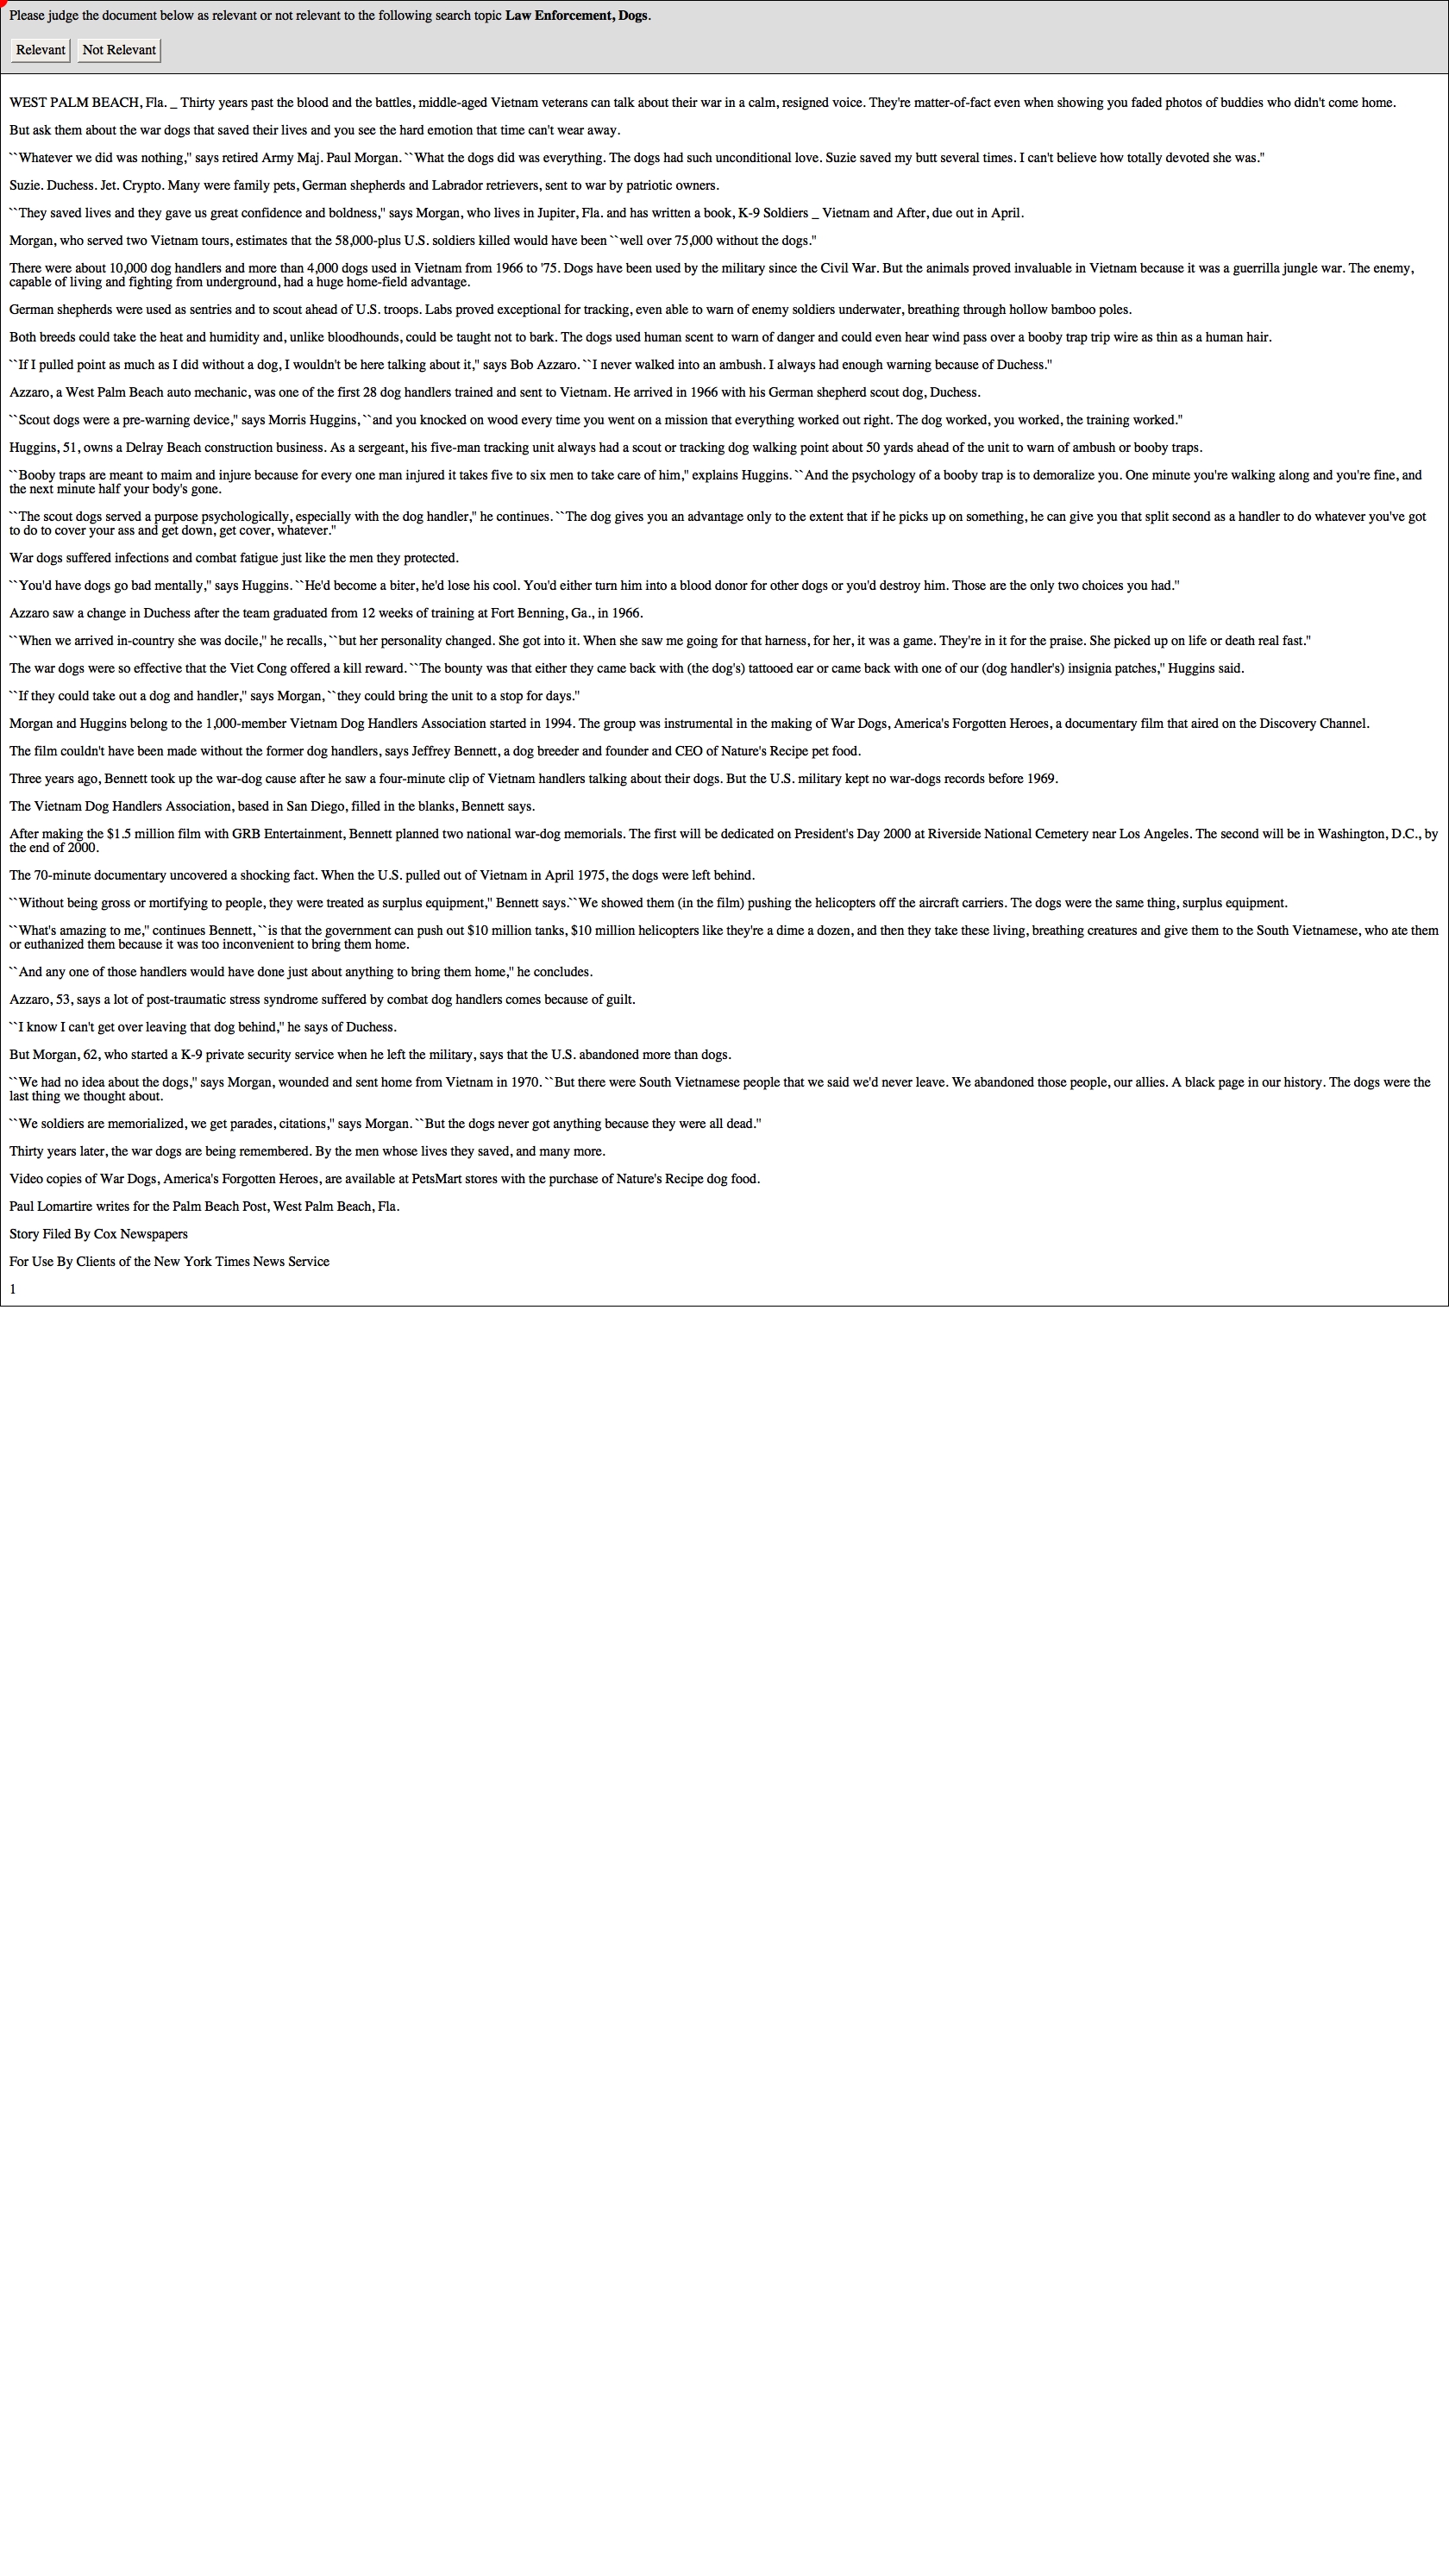 Please judge the document below as relevant or not relevant to the following search topic Law Enforcement, Dogs.
Relevant Not Relevant
WEST PALM BEACH, Fla. _ Thirty years past the blood and the battles, middle-aged Vietnam veterans can talk about their war in a calm, resigned voice. They're matter-of-fact even when showing you faded photos of buddies who didn't come home.
But ask them about the war dogs that saved their lives and you see the hard emotion that time can't wear away.
``Whatever we did was nothing,'' says retired Army Maj. Paul Morgan. ``What the dogs did was everything. The dogs had such unconditional love. Suzie saved my butt several times. I can't believe how totally devoted she was.''
Suzie. Duchess. Jet. Crypto. Many were family pets, German shepherds and Labrador retrievers, sent to war by patriotic owners.
``They saved lives and they gave us great confidence and boldness,'' says Morgan, who lives in Jupiter, Fla. and has written a book, K-9 Soldiers _ Vietnam and After, due out in April.
Morgan, who served two Vietnam tours, estimates that the 58,000-plus U.S. soldiers killed would have been ``well over 75,000 without the dogs.''
There were about 10,000 dog handlers and more than 4,000 dogs used in Vietnam from 1966 to '75. Dogs have been used by the military since the Civil War. But the animals proved invaluable in Vietnam because it was a guerrilla jungle war. The enemy,
capable of living and fighting from underground, had a huge home-field advantage.
German shepherds were used as sentries and to scout ahead of U.S. troops. Labs proved exceptional for tracking, even able to warn of enemy soldiers underwater, breathing through hollow bamboo poles.
Both breeds could take the heat and humidity and, unlike bloodhounds, could be taught not to bark. The dogs used human scent to warn of danger and could even hear wind pass over a booby trap trip wire as thin as a human hair.
``If I pulled point as much as I did without a dog, I wouldn't be here talking about it,'' says Bob Azzaro. ``I never walked into an ambush. I always had enough warning because of Duchess.''
Azzaro, a West Palm Beach auto mechanic, was one of the first 28 dog handlers trained and sent to Vietnam. He arrived in 1966 with his German shepherd scout dog, Duchess.
``Scout dogs were a pre-warning device,'' says Morris Huggins, ``and you knocked on wood every time you went on a mission that everything worked out right. The dog worked, you worked, the training worked.''
Huggins, 51, owns a Delray Beach construction business. As a sergeant, his five-man tracking unit always had a scout or tracking dog walking point about 50 yards ahead of the unit to warn of ambush or booby traps.
``Booby traps are meant to maim and injure because for every one man injured it takes five to six men to take care of him,'' explains Huggins. ``And the psychology of a booby trap is to demoralize you. One minute you're walking along and you're fine, and
the next minute half your body's gone.
``The scout dogs served a purpose psychologically, especially with the dog handler,'' he continues. ``The dog gives you an advantage only to the extent that if he picks up on something, he can give you that split second as a handler to do whatever you've got
to do to cover your ass and get down, get cover, whatever.''
War dogs suffered infections and combat fatigue just like the men they protected.
``You'd have dogs go bad mentally,'' says Huggins. ``He'd become a biter, he'd lose his cool. You'd either turn him into a blood donor for other dogs or you'd destroy him. Those are the only two choices you had.''
Azzaro saw a change in Duchess after the team graduated from 12 weeks of training at Fort Benning, Ga., in 1966.
``When we arrived in-country she was docile,'' he recalls, ``but her personality changed. She got into it. When she saw me going for that harness, for her, it was a game. They're in it for the praise. She picked up on life or death real fast.''
The war dogs were so effective that the Viet Cong offered a kill reward. ``The bounty was that either they came back with (the dog's) tattooed ear or came back with one of our (dog handler's) insignia patches,'' Huggins said.
``If they could take out a dog and handler,'' says Morgan, ``they could bring the unit to a stop for days.''
Morgan and Huggins belong to the 1,000-member Vietnam Dog Handlers Association started in 1994. The group was instrumental in the making of War Dogs, America's Forgotten Heroes, a documentary film that aired on the Discovery Channel.
The film couldn't have been made without the former dog handlers, says Jeffrey Bennett, a dog breeder and founder and CEO of Nature's Recipe pet food.
Three years ago, Bennett took up the war-dog cause after he saw a four-minute clip of Vietnam handlers talking about their dogs. But the U.S. military kept no war-dogs records before 1969.
The Vietnam Dog Handlers Association, based in San Diego, filled in the blanks, Bennett says.
After making the $1.5 million film with GRB Entertainment, Bennett planned two national war-dog memorials. The first will be dedicated on President's Day 2000 at Riverside National Cemetery near Los Angeles. The second will be in Washington, D.C., by
the end of 2000.
The 70-minute documentary uncovered a shocking fact. When the U.S. pulled out of Vietnam in April 1975, the dogs were left behind.
``Without being gross or mortifying to people, they were treated as surplus equipment,'' Bennett says.``We showed them (in the film) pushing the helicopters off the aircraft carriers. The dogs were the same thing, surplus equipment.
``What's amazing to me,'' continues Bennett, ``is that the government can push out $10 million tanks, $10 million helicopters like they're a dime a dozen, and then they take these living, breathing creatures and give them to the South Vietnamese, who ate them
or euthanized them because it was too inconvenient to bring them home.
``And any one of those handlers would have done just about anything to bring them home,'' he concludes.
Azzaro, 53, says a lot of post-traumatic stress syndrome suffered by combat dog handlers comes because of guilt.
``I know I can't get over leaving that dog behind,'' he says of Duchess.
But Morgan, 62, who started a K-9 private security service when he left the military, says that the U.S. abandoned more than dogs.
``We had no idea about the dogs,'' says Morgan, wounded and sent home from Vietnam in 1970. ``But there were South Vietnamese people that we said we'd never leave. We abandoned those people, our allies. A black page in our history. The dogs were the
last thing we thought about.
``We soldiers are memorialized, we get parades, citations,'' says Morgan. ``But the dogs never got anything because they were all dead.''
Thirty years later, the war dogs are being remembered. By the men whose lives they saved, and many more.
Video copies of War Dogs, America's Forgotten Heroes, are available at PetsMart stores with the purchase of Nature's Recipe dog food.
Paul Lomartire writes for the Palm Beach Post, West Palm Beach, Fla.
Story Filed By Cox Newspapers
For Use By Clients of the New York Times News Service
1